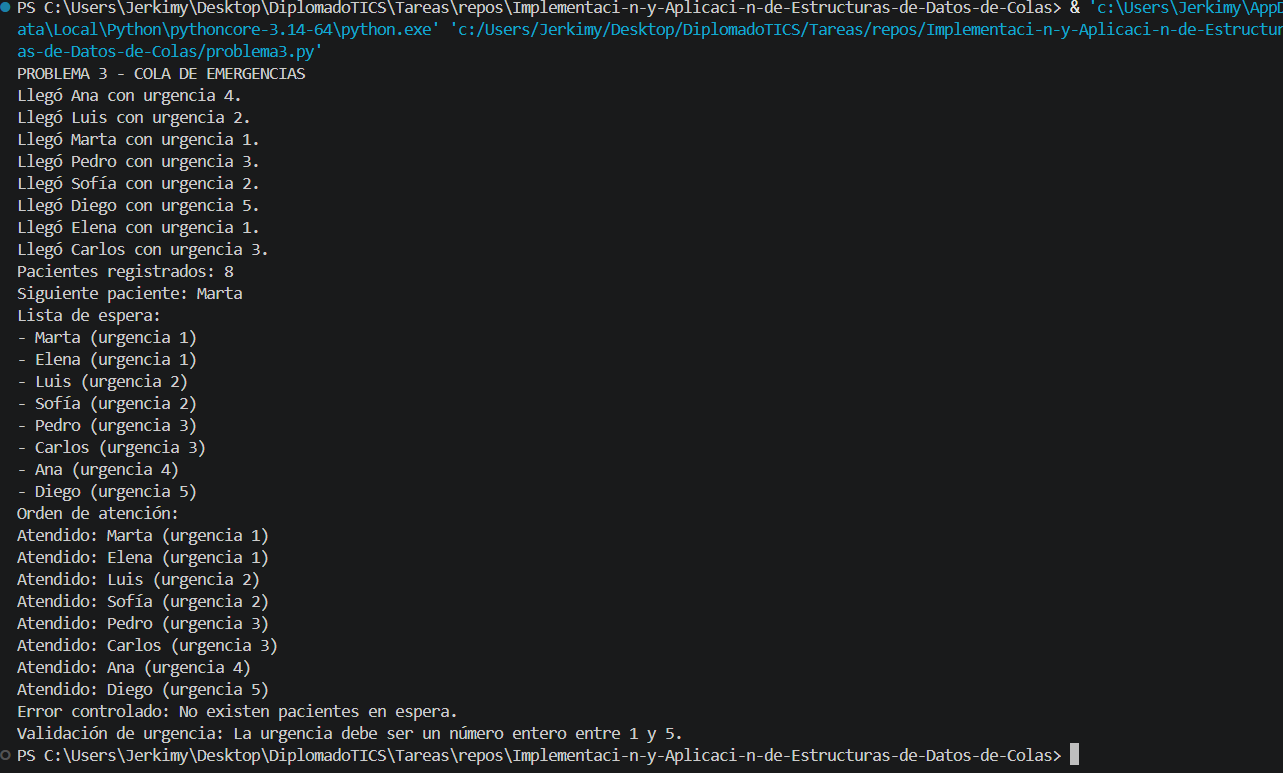 PS C:\Users\Jerkimy\Desktop\DiplomadoTICS\Tareas\repos\Implementaci-n-y-Aplicaci-n-de-Estructuras-de-Datos-de-Colas> & 'c:\Users\Jerkimy\AppD
ata\Local\Python\pythoncore-3.14-64\python.exe' 'c:/Users/Jerkimy/Desktop/DiplomadoTICS/Tareas/repos/Implementaci-n-y-Aplicaci-n-de-Estructur
as-de-Datos-de-Colas/problema3.py'
PROBLEMA 3 - COLA DE EMERGENCIAS
Llegó Ana con urgencia 4.
Llegó Luis con urgencia 2.
Llegó Marta con urgencia 1.
Llegó Pedro con urgencia 3.
Llegó Sofía con urgencia 2.
Llegó Diego con urgencia 5.
Llegó Elena con urgencia 1.
Llegó Carlos con urgencia 3.
Pacientes registrados: 8
Siguiente paciente: Marta
Lista de espera:
- Marta (urgencia 1)
- Elena (urgencia 1)
- Luis (urgencia 2)
- Sofía (urgencia 2)
- Pedro (urgencia 3)
- Carlos (urgencia 3)
- Ana (urgencia 4)
- Diego (urgencia 5)
Orden de atención:
Atendido: Marta (urgencia 1)
Atendido: Elena (urgencia 1)
Atendido: Luis (urgencia 2)
Atendido: Sofía (urgencia 2)
Atendido: Pedro (urgencia 3)
Atendido: Carlos (urgencia 3)
Atendido: Ana (urgencia 4)
Atendido: Diego (urgencia 5)
Error controlado: No existen pacientes en espera.
Validación de urgencia: La urgencia debe ser un número entero entre 1 y 5.
PS C:\Users\Jerkimy\Desktop\DiplomadoTICS\Tareas\repos\Implementaci-n-y-Aplicaci-n-de-Estructuras-de-Datos-de-Colas>